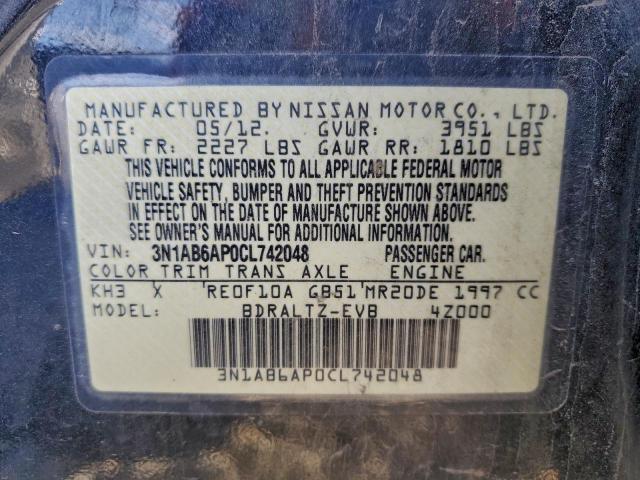 MANUFACTURED BY NISSAN MOTOR CO., LTD.
DATE: 05/12. GVWR: 3951 LBS
GAWR FR: 2227 LBS GAWR RR: 1810 LBS
THIS VEHICLE CONFORMS TO ALL APPLICABLE FEDERAL MOTOR
VEHICLE SAFETY, BUMPER AND THEFT PREVENTION STANDARDS
IN EFFECT ON THE DATE OF MANUFACTURE SHOWN ABOVE.
SEE OWNER'S MANUAL FOR ADDITIONAL INFORMATION.
VIN: 3N1AB6AP0CL742048 PASSENGER CAR.
COLOR TRIM TRANS AXLE ENGINE
KH3 X RE0F10A GB51 MR20DE 1997 CC
MODEL: BDRALTZ-EVB 4Z000
3N1AB6AP0CL742048